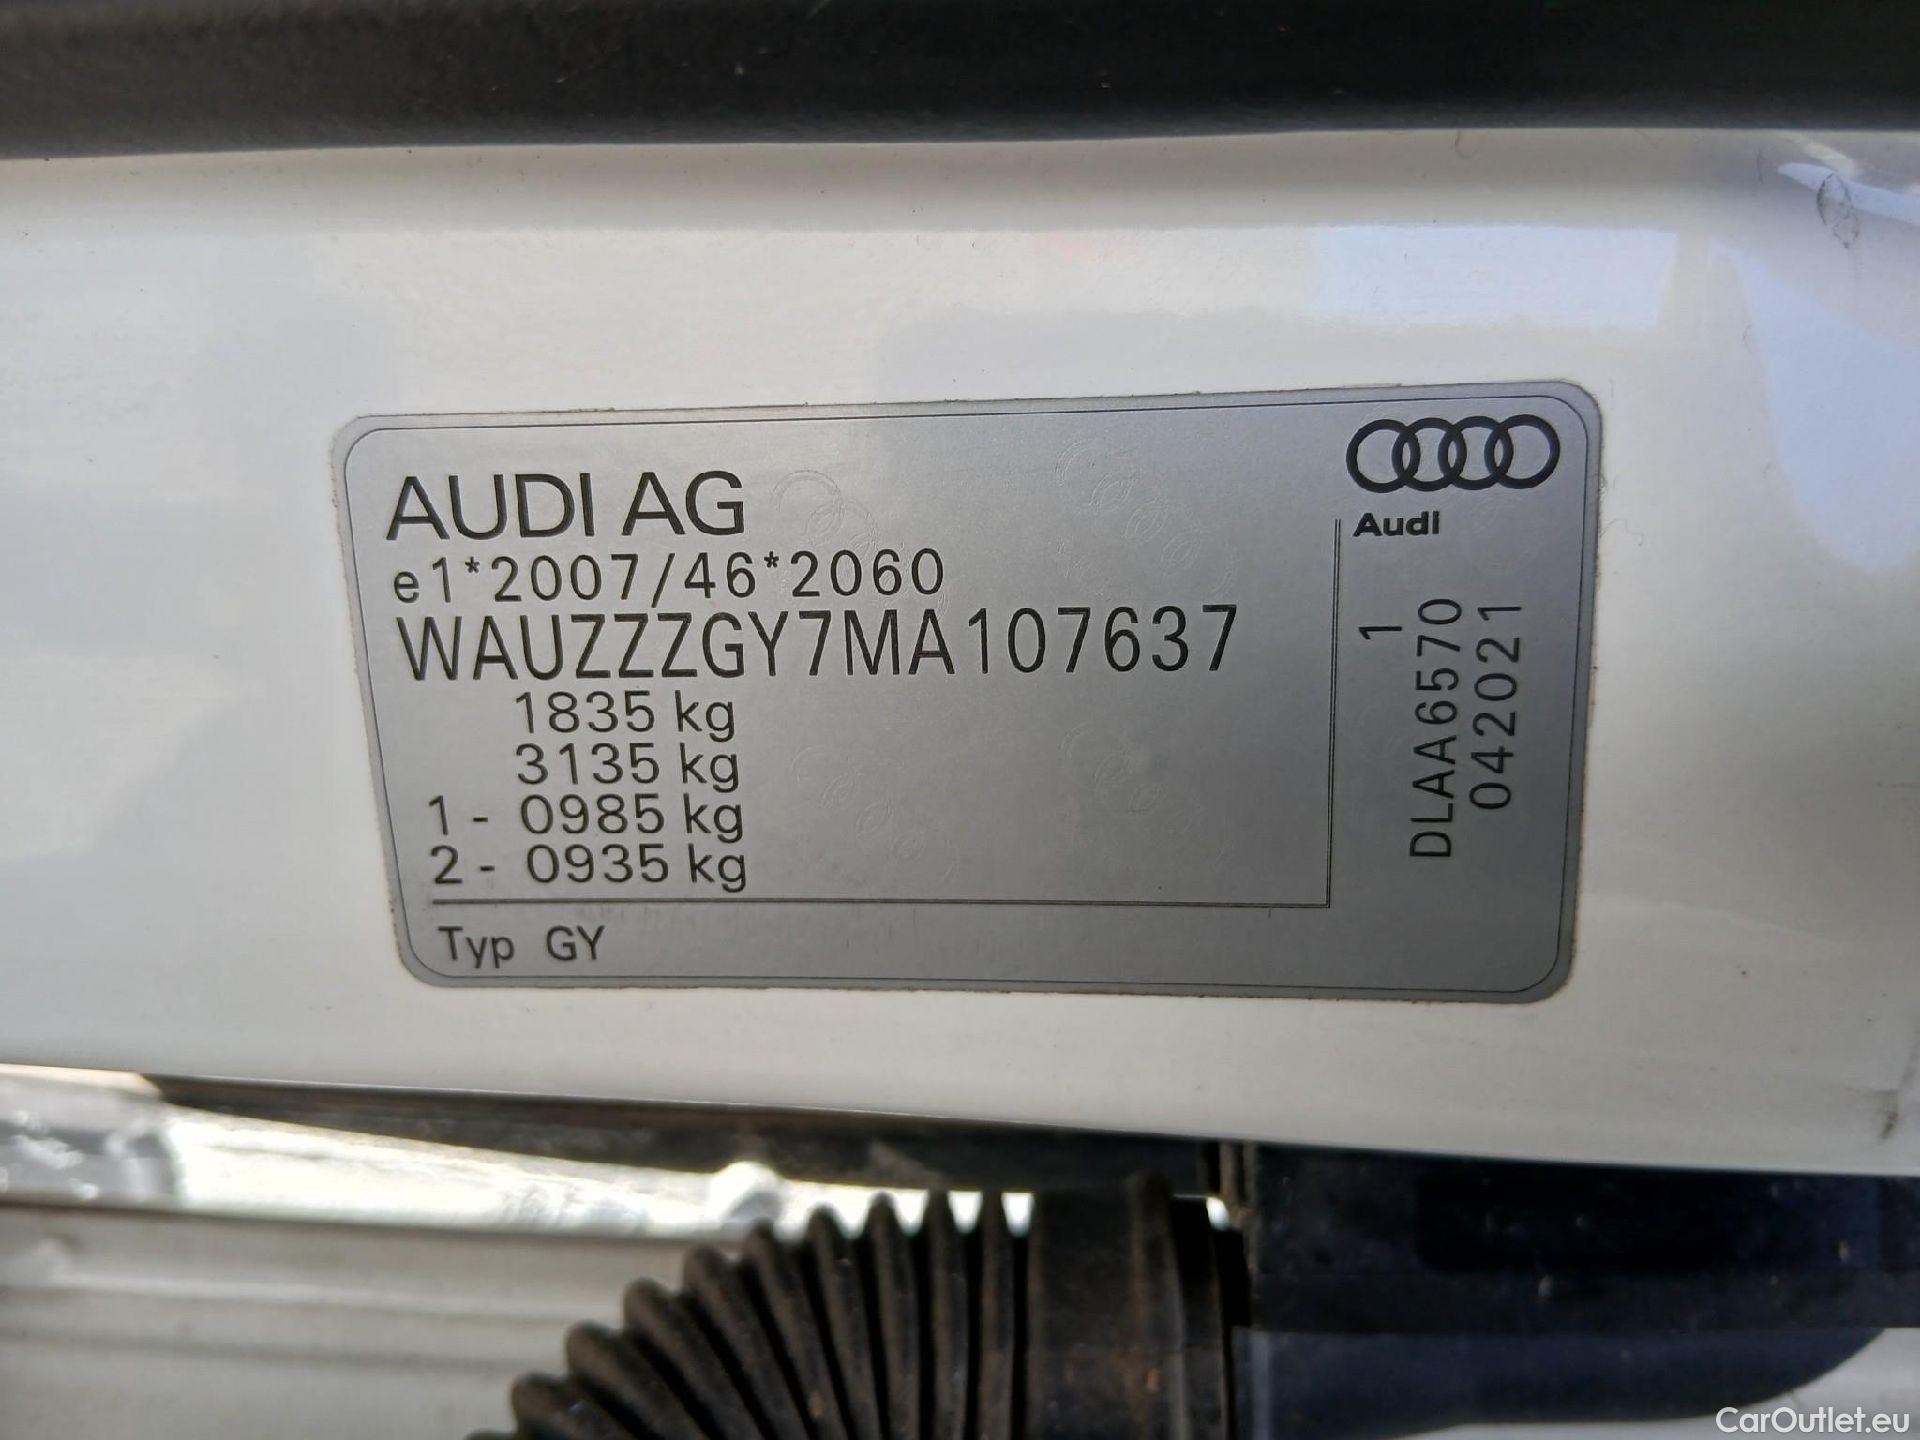 AUDI AG
e1*2007/46*2060
WAUZZZGY7MA107637
1835 kg
3135 kg
1- 0985 kg
2- 0935 kg
Typ GY
Audi
1
DLAA6570
042021
CarOutlet.eu